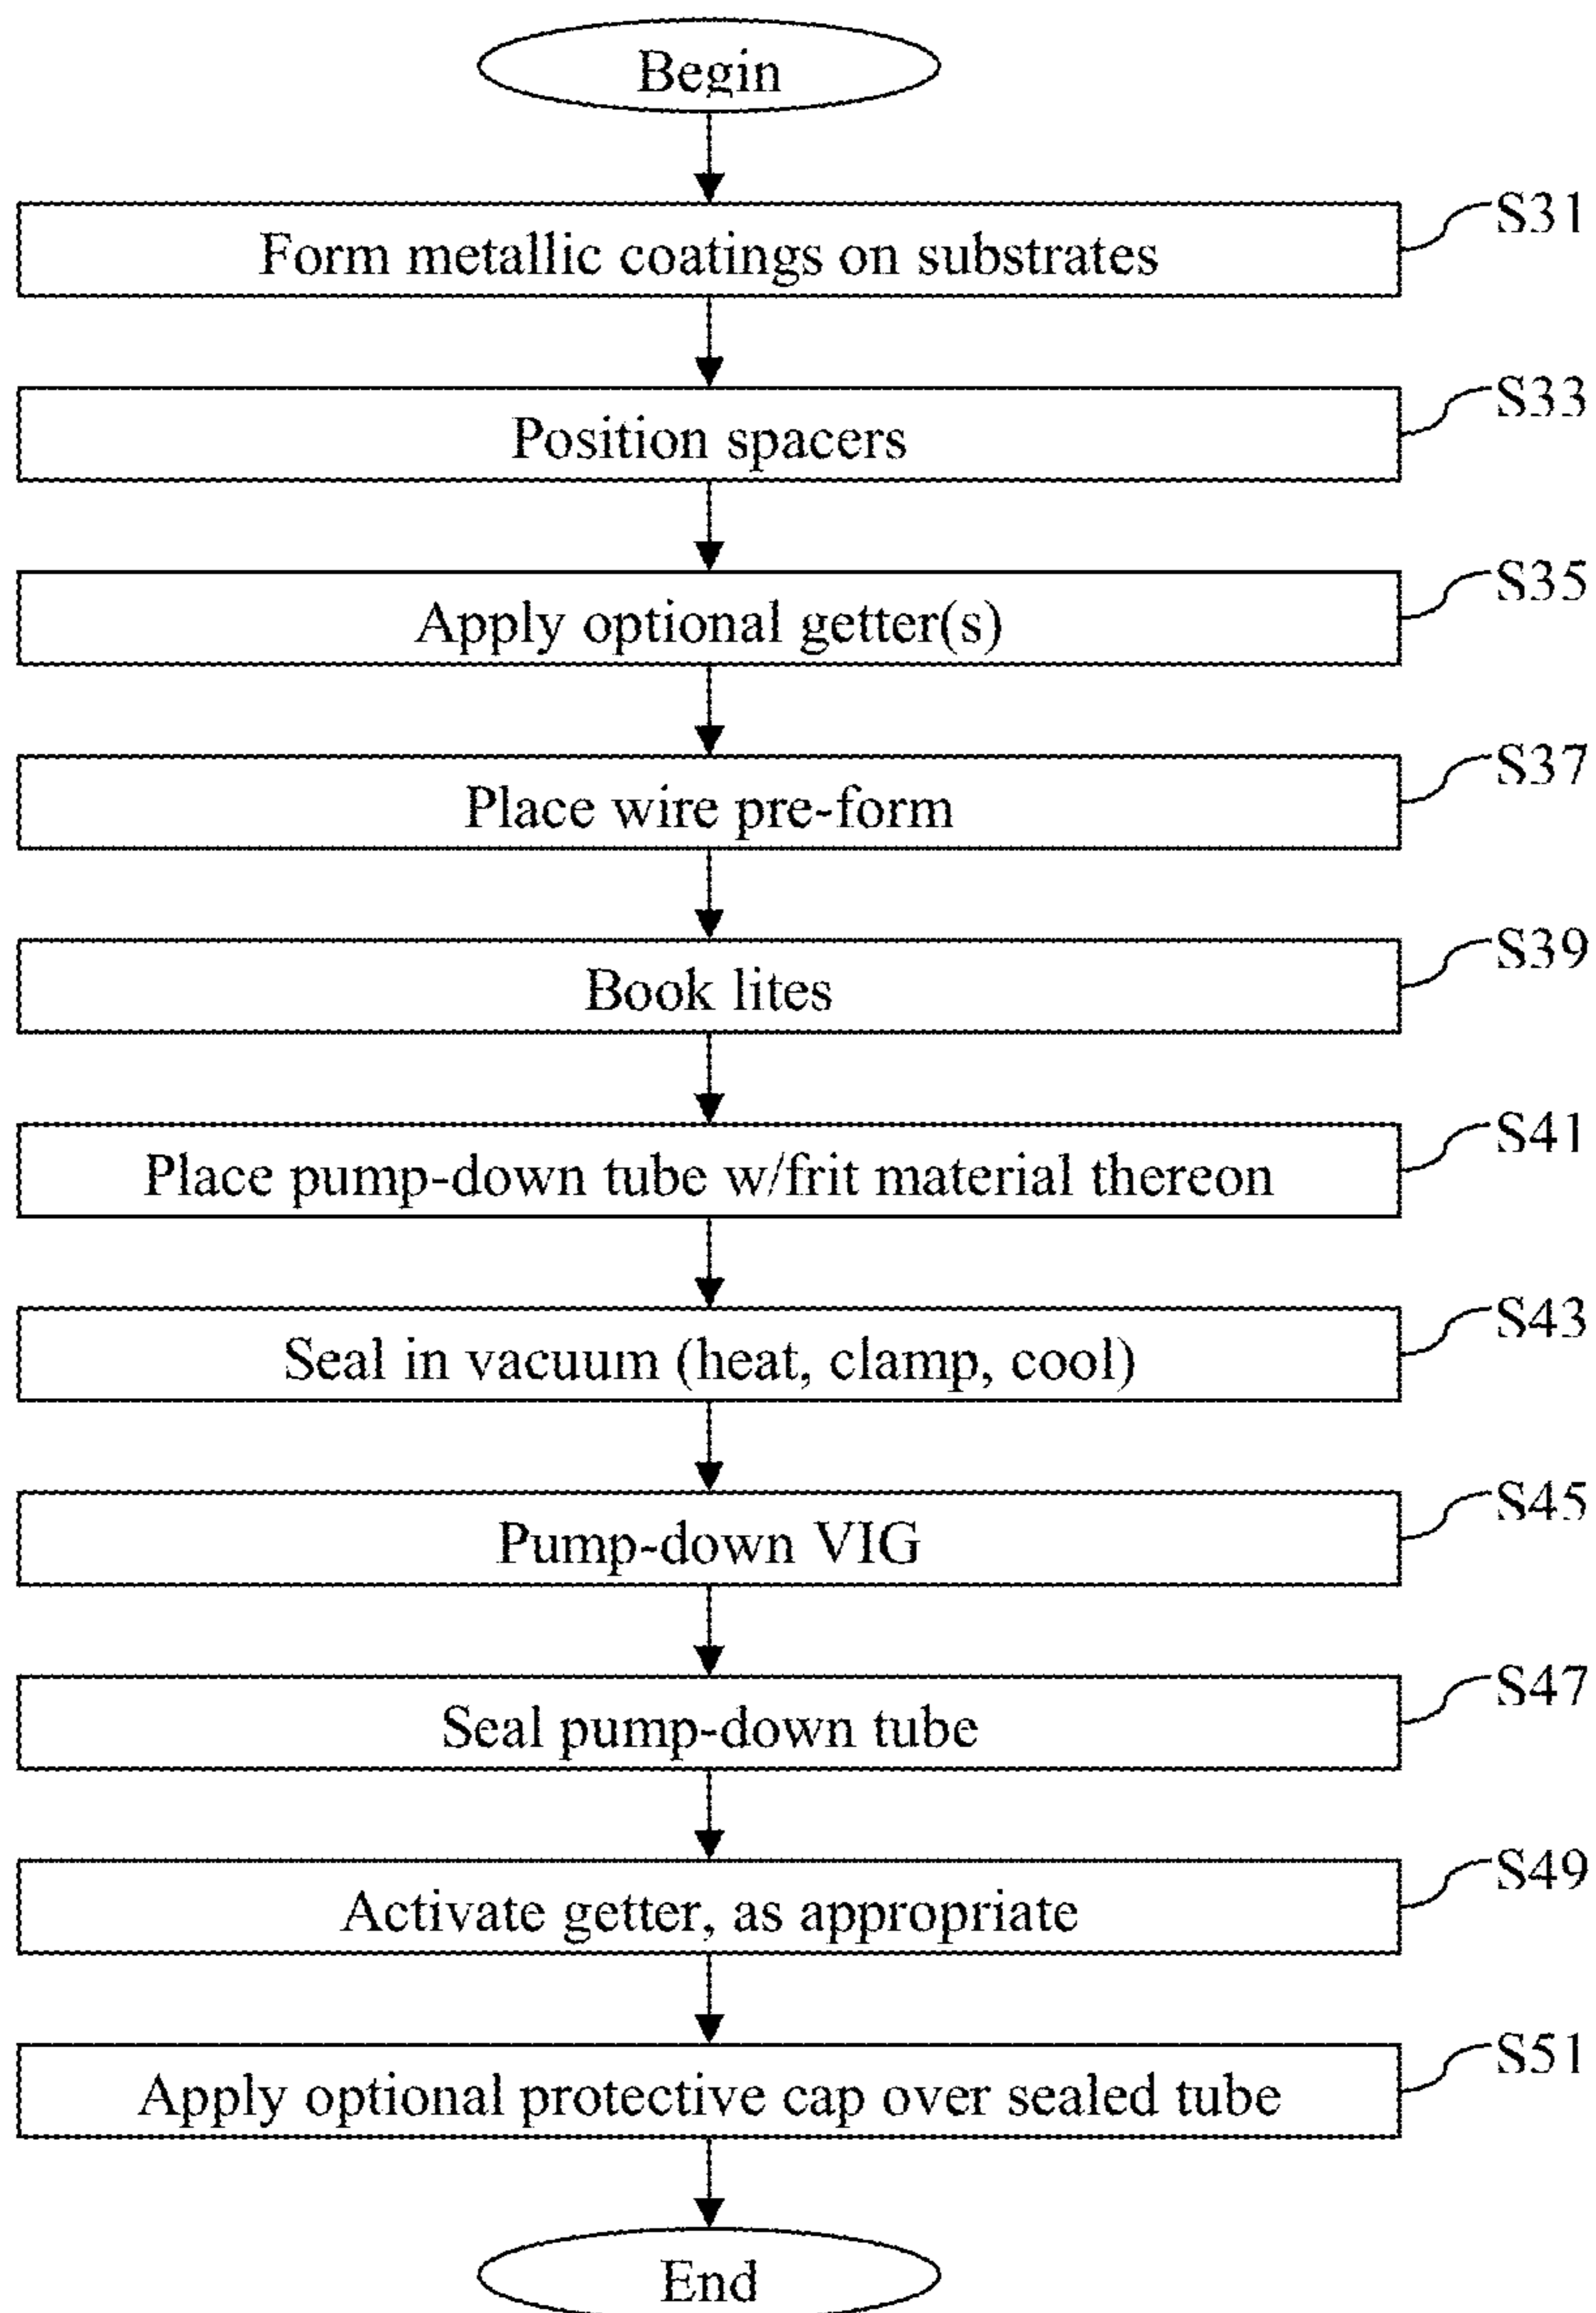 Begin
Form metallic coatings on substrates
S31
Position spacers
S33
Apply optional getter(s)
S35
Place wire pre-form
S37
Book lites
S39
Place pump-down tube w/frit material thereon
S41
Seal in vacuum (heat, clamp, cool)
S43
Pump-down VIG
S45
Seal pump-down tube
S47
Activate getter, as appropriate
S49
Apply optional protective cap over sealed tube
S51
End